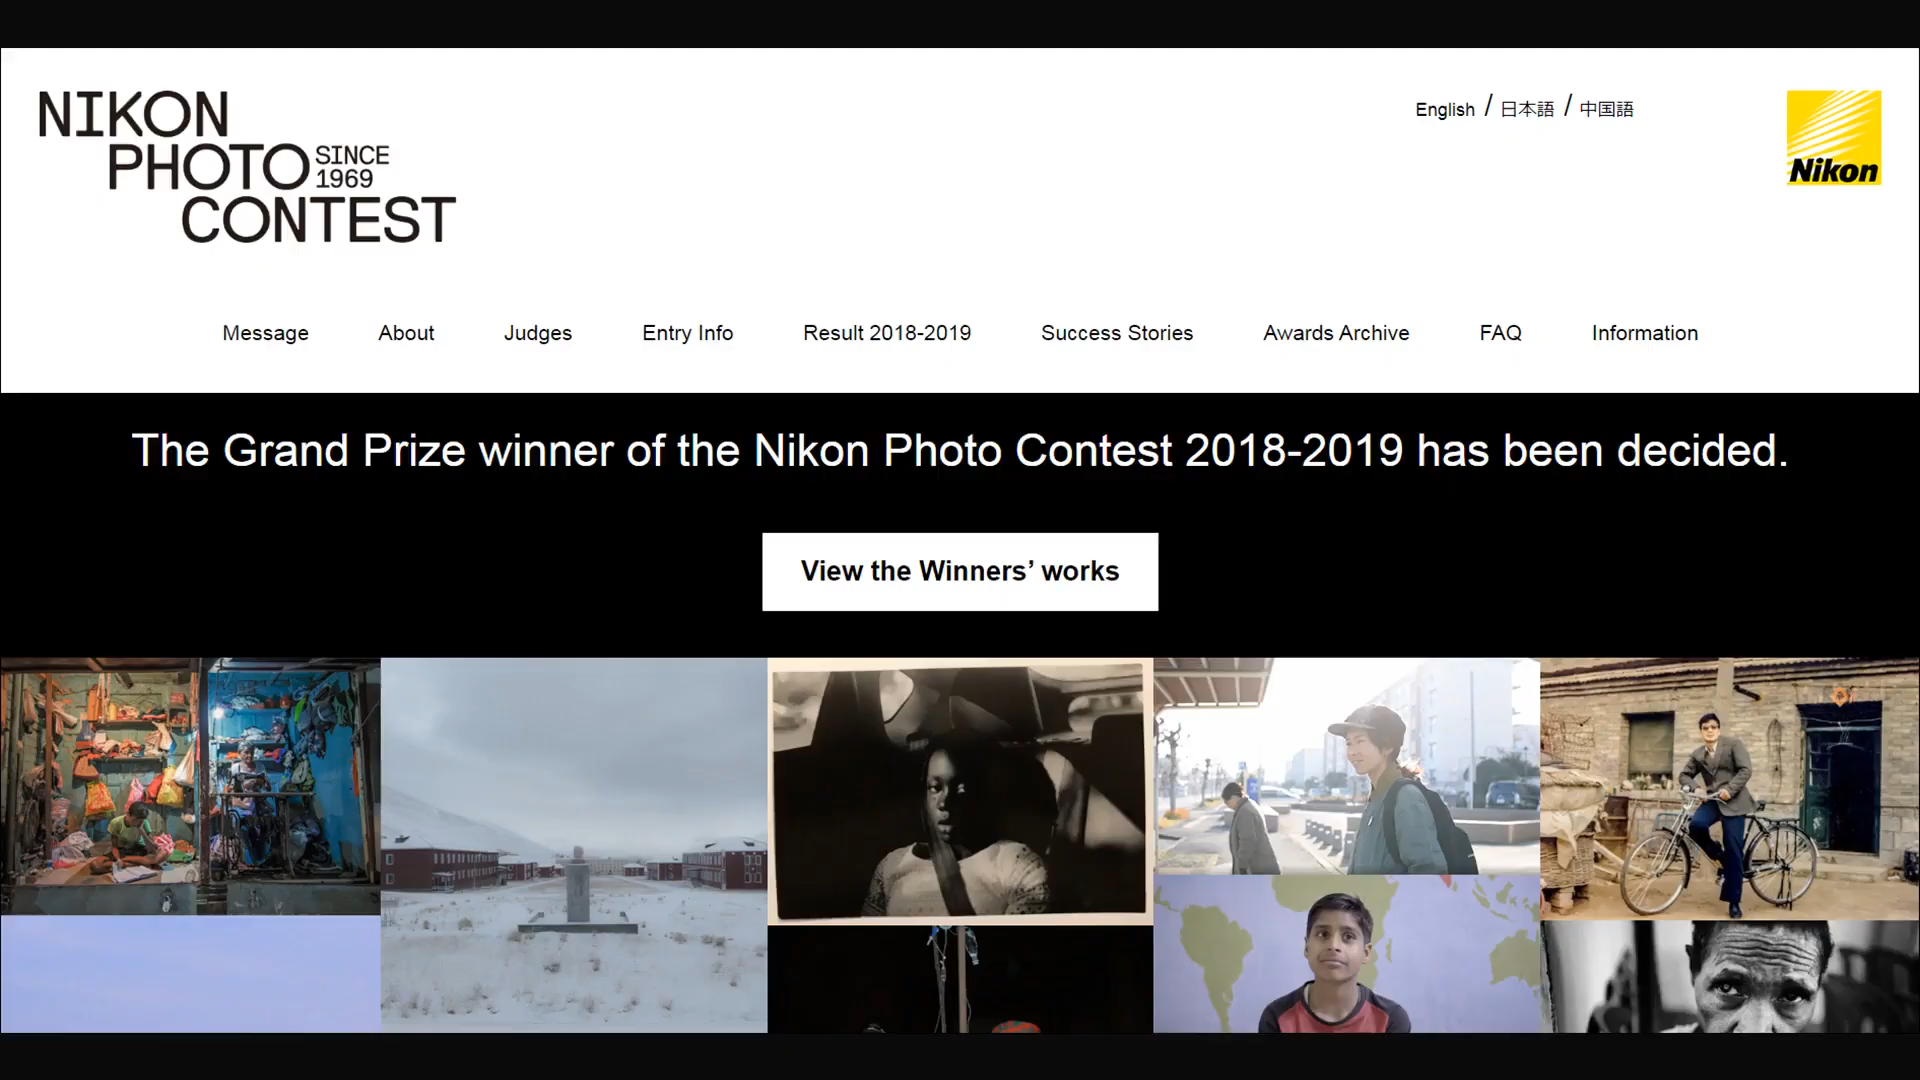 NIKON
PHOTO SINCE 1969
CONTEST
English / 日本語 / 中国語
Nikon
Message About Judges Entry Info Result 2018-2019 Success Stories Awards Archive FAQ Information
The Grand Prize winner of the Nikon Photo Contest 2018-2019 has been decided.
View the Winners’ works